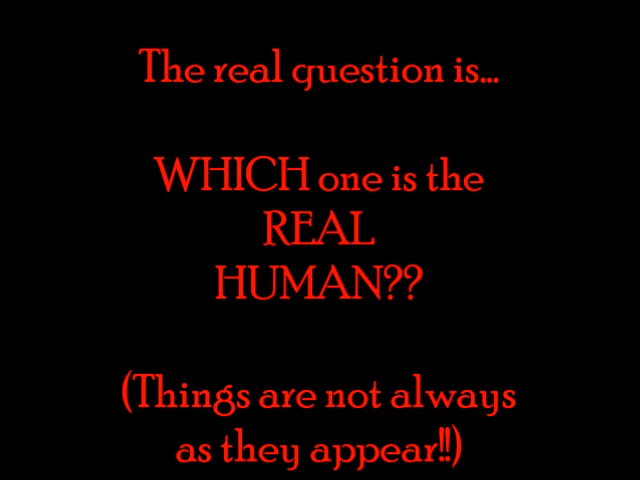 The real question is...
WHICH one is the
REAL
HUMAN??
(Things are not always
as they appear!!)